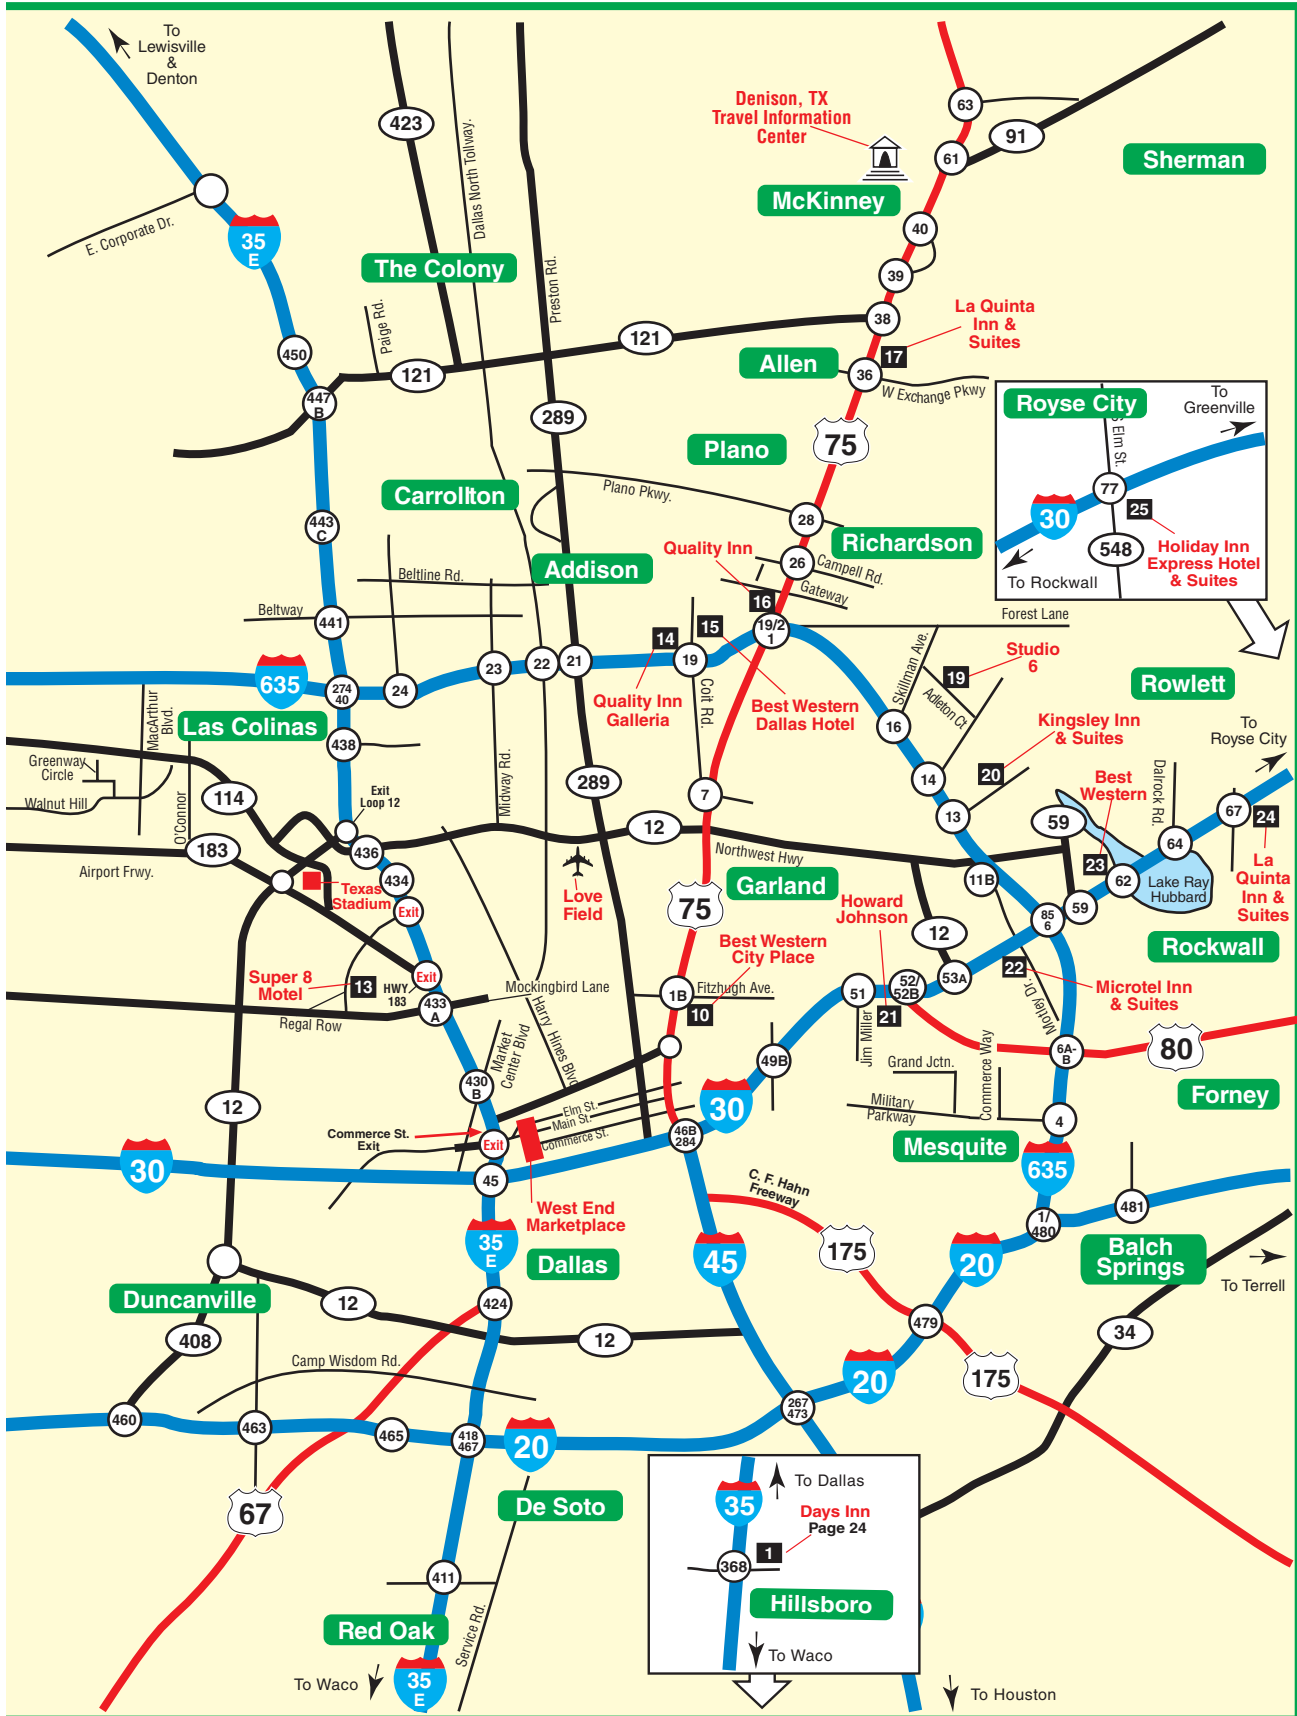 To
Lewisville
&
Denton
E. Corporate Dr.
35
E
423
Dallas North Tollway.
Preston Rd.
The Colony
Paige Rd.
121
121
450
447
B
289
Denison, TX
Travel Information
Center
63
91
61
Sherman
McKinney
40
39
38
La Quinta
Inn &
Suites
17
Allen
36
W Exchange Pkwy
75
Plano
Royse City
To
Greenville
S Elm St.
77
25
30
548
Holiday Inn
Express Hotel
& Suites
To Rockwall
Carrollton
443
C
Plano Pkwy.
28
Richardson
Quality Inn
26
Campell Rd.
Gateway
16
Addison
Beltline Rd.
Beltway
441
Forest Lane
14
15
19/2
1
635
274
40
24
23
22
21
19
Quality Inn
Galleria
Coit Rd.
Best Western
Dallas Hotel
Skillman Ave.
Studio
6
19
Adleton Ct
16
Rowlett
Kingsley Inn
& Suites
To
Royse City
MacArthur
Blvd.
Las Colinas
438
Greenway
Circle
Walnut Hill
114
O'Connor
Exit
Loop 12
Midway Rd.
289
7
14
20
13
Best
Western
Dalrock Rd.
67
24
La
Quinta
Inn &
Suites
183
Airport Frwy.
436
12
Northwest Hwy
59
64
23
62
Lake Ray
Hubbard
Texas
Stadium
434
Exit
Love
Field
Garland
75
11B
59
85
6
Howard
Johnson
12
Rockwall
Super 8
Motel
13
HWY
183
Exit
433
A
Regal Row
Mockingbird Lane
Best Western
City Place
1B
Fitzhugh Ave.
10
51
52/
52B
53A
21
22
Microtel Inn
& Suites
Motley Dr.
Harry Hines Blvd
Market
Center Blvd
49B
Jim Miller
Grand Jctn.
Commerce Way
6A-
B
80
Forney
12
430
B
Elm St.
Main St.
Commerce St.
Commerce St.
Exit
Exit
30
Military
Parkway
4
46B
284
Mesquite
635
30
45
West End
Marketplace
C. F. Hahn
Freeway
481
1/
480
35
E
Dallas
45
175
20
Balch
Springs
To Terrell
Duncanville
12
424
12
479
34
408
Camp Wisdom Rd.
20
175
460
463
465
418
467
20
267
473
67
De Soto
35
To Dallas
Days Inn
Page 24
1
368
Hillsboro
To Waco
411
Red Oak
Service Rd.
To Waco
35
E
To Houston